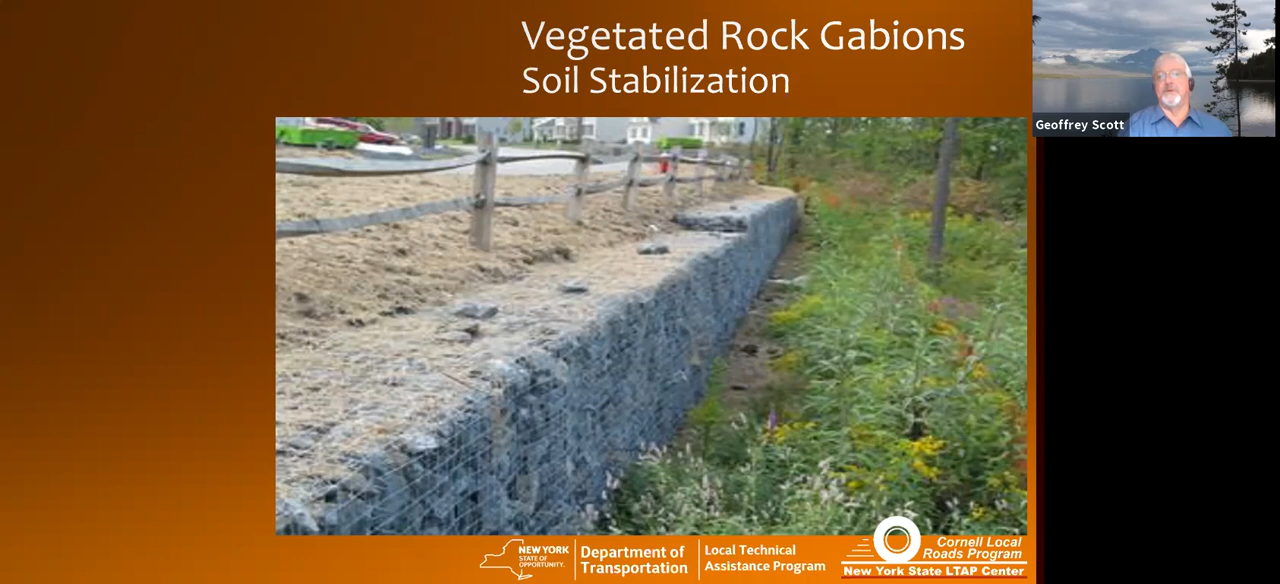 Vegetated Rock Gabions
Soil Stabilization
Geoffrey Scott
NEW YORK
STATE OF
OPPORTUNITY.
Department of
Transportation
Local Technical
Assistance Program
Cornell Local
Roads Program
New York State LTAP Center